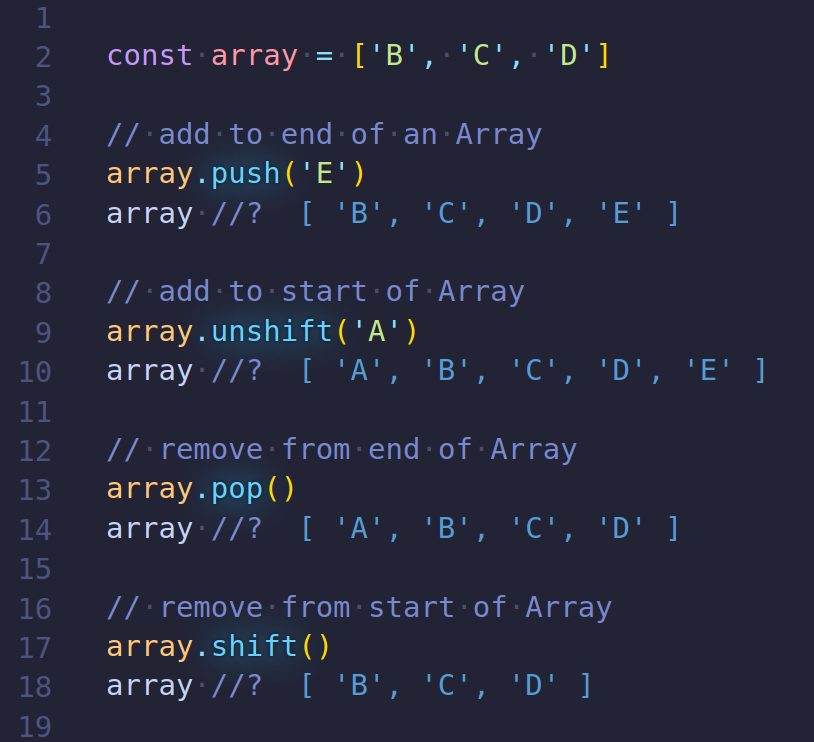 1
2 const array = ['B', 'C', 'D']
3
4 // add to end of an Array
5 array.push('E')
6 array //?  [ 'B', 'C', 'D', 'E' ]
7
8 // add to start of Array
9 array.unshift('A')
10 array //?  [ 'A', 'B', 'C', 'D', 'E' ]
11
12 // remove from end of Array
13 array.pop()
14 array //?  [ 'A', 'B', 'C', 'D' ]
15
16 // remove from start of Array
17 array.shift()
18 array //?  [ 'B', 'C', 'D' ]
19